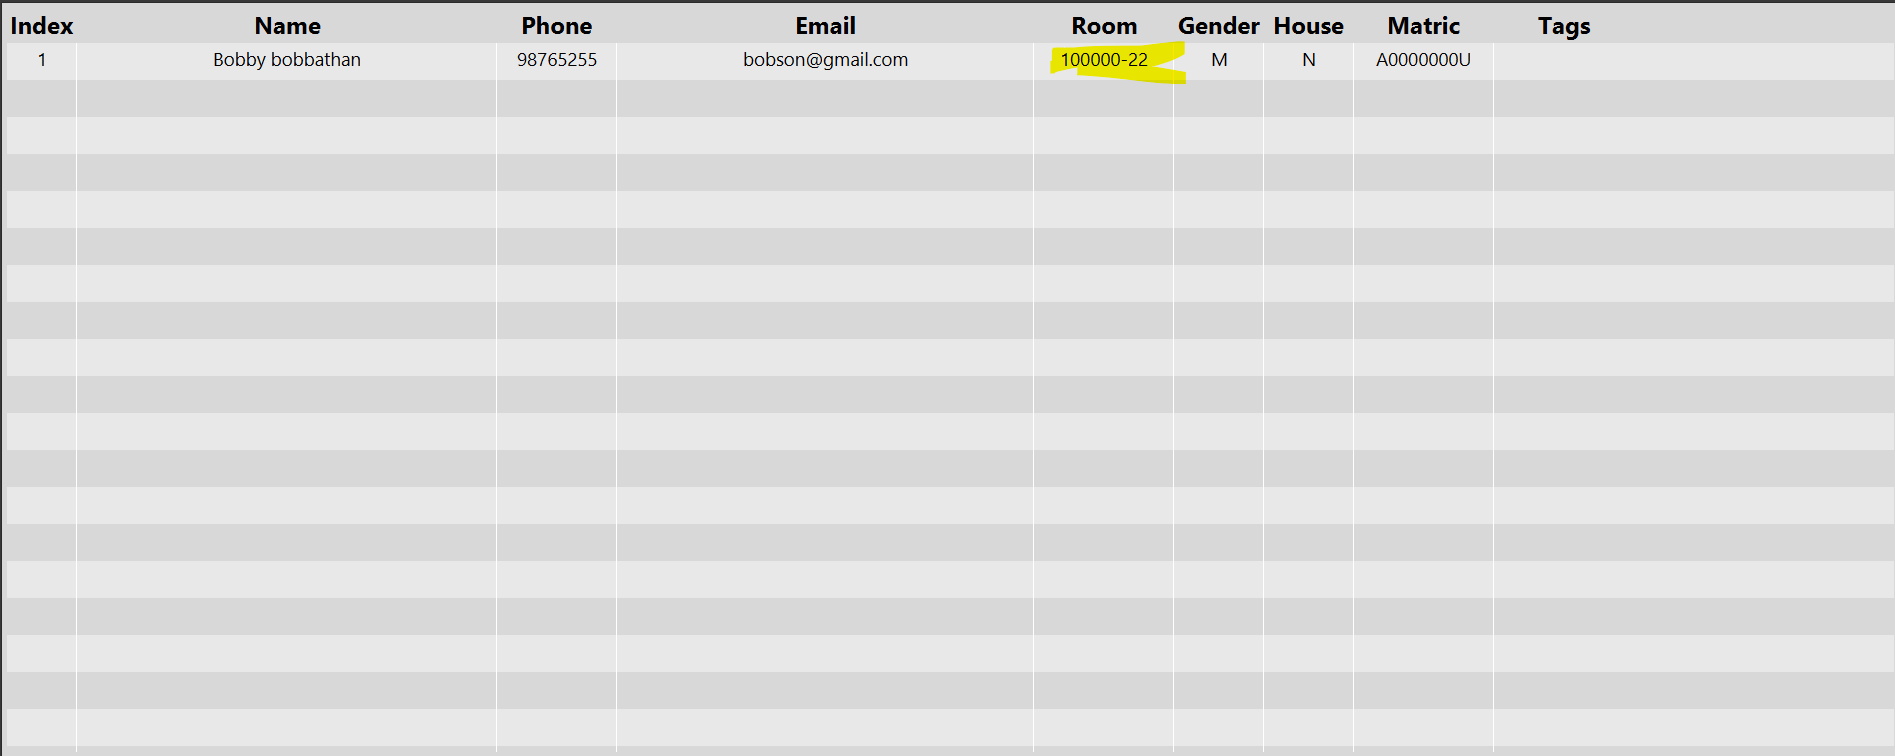 Index Name Phone Email Room Gender House Matric Tags
1 Bobby bobbathan 98765255 bobson@gmail.com 100000-22 M N A0000000U